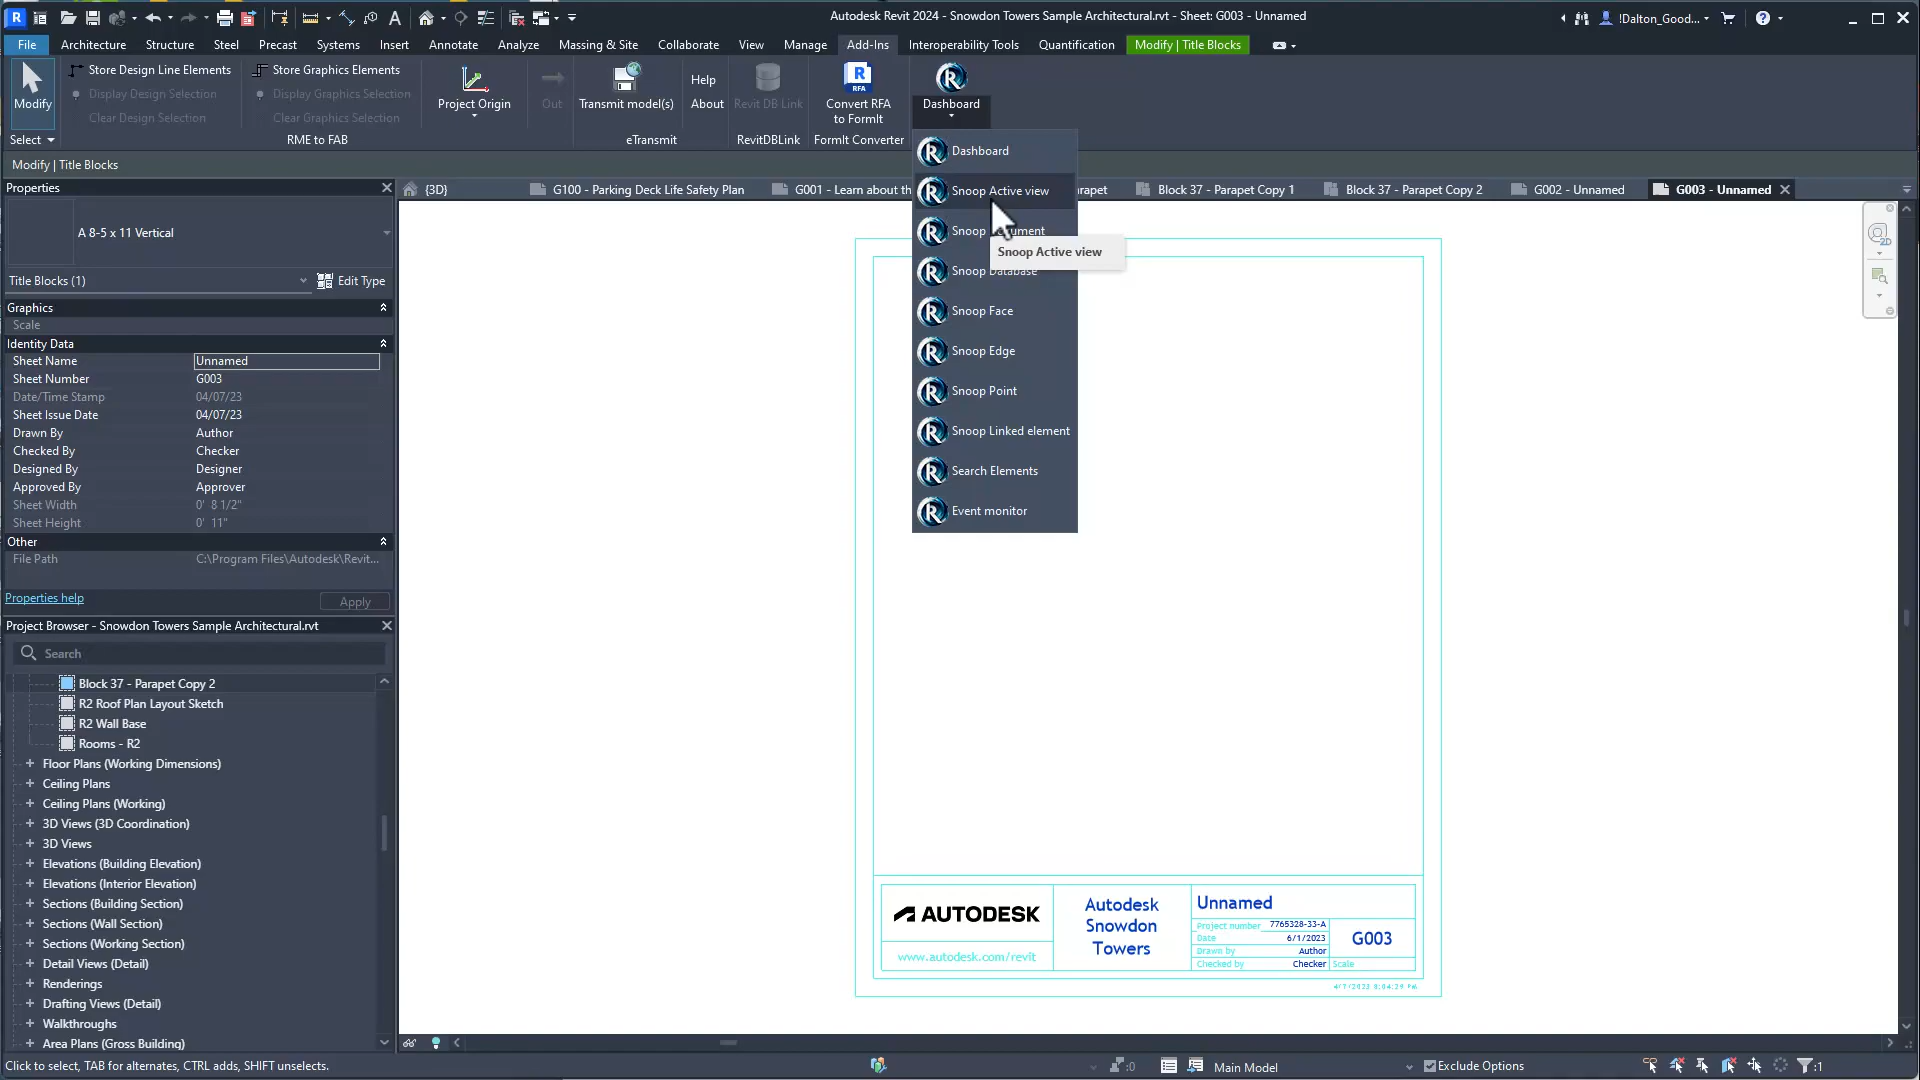 Autodesk Revit 2024 - Snowdon Towers Sample Architectural.rvt - Sheet: G003 - Unnamed
!Dalton_Good...
File Architecture Structure Steel Precast Systems Insert Annotate Analyze Massing & Site Collaborate View Manage Add-Ins Interoperability Tools Quantification Modify | Title Blocks
Modify
Store Design Line Elements
Display Design Selection
Clear Design Selection
Store Graphics Elements
Display Graphics Selection
Clear Graphics Selection
Project Origin
Out
Transmit model(s)
Help
About
Revit DB Link
Convert RFA
to FormIt
Dashboard
Select
RME to FAB
eTransmit
RevitDBLink
FormIt Converter
Modify | Title Blocks
Dashboard
Snoop Active view
Snoop
ument
Snoop Active view
Snoop Database
Snoop Face
Snoop Edge
Snoop Point
Snoop Linked element
Search Elements
Event monitor
{3D}
G100 - Parking Deck Life Safety Plan
G001 - Learn about th
arapet
Block 37 - Parapet Copy 1
Block 37 - Parapet Copy 2
G002 - Unnamed
G003 - Unnamed
2D
Properties
A 8-5 x 11 Vertical
Title Blocks (1)
Edit Type
Graphics
Scale
Identity Data
Sheet Name Unnamed
Sheet Number G003
Date/Time Stamp 04/07/23
Sheet Issue Date 04/07/23
Drawn By Author
Checked By Checker
Designed By Designer
Approved By Approver
Sheet Width 0' 8 1/2"
Sheet Height 0' 11"
Other
File Path C:\Program Files\Autodesk\Revit...
Properties help
Apply
Project Browser - Snowdon Towers Sample Architectural.rvt
Search
Block 37 - Parapet Copy 2
R2 Roof Plan Layout Sketch
R2 Wall Base
Rooms - R2
Floor Plans (Working Dimensions)
Ceiling Plans
Ceiling Plans (Working)
3D Views (3D Coordination)
3D Views
Elevations (Building Elevation)
Elevations (Interior Elevation)
Sections (Building Section)
Sections (Wall Section)
Sections (Working Section)
Detail Views (Detail)
Renderings
Drafting Views (Detail)
Walkthroughs
Area Plans (Gross Building)
AUTODESK
www.autodesk.com/revit
Autodesk
Snowdon
Towers
Unnamed
Project number 7765328-33-A
Date 6/1/2023
Drawn by Author
Checked by Checker
G003
Scale
4/7/2023 8:04:29 PM
Click to select, TAB for alternates, CTRL adds, SHIFT unselects.
:0
Main Model
Exclude Options
:1